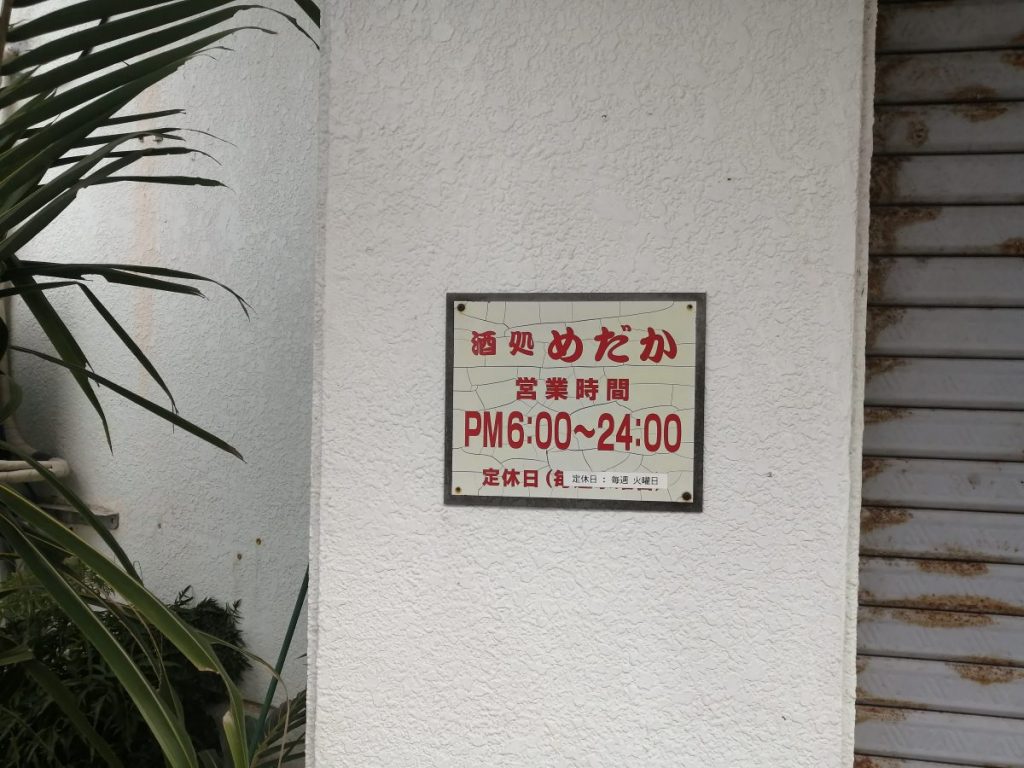 酒処 めだか
営業時間
PM6:00～24:00
定休日(毎
定休日 : 毎週 火曜日